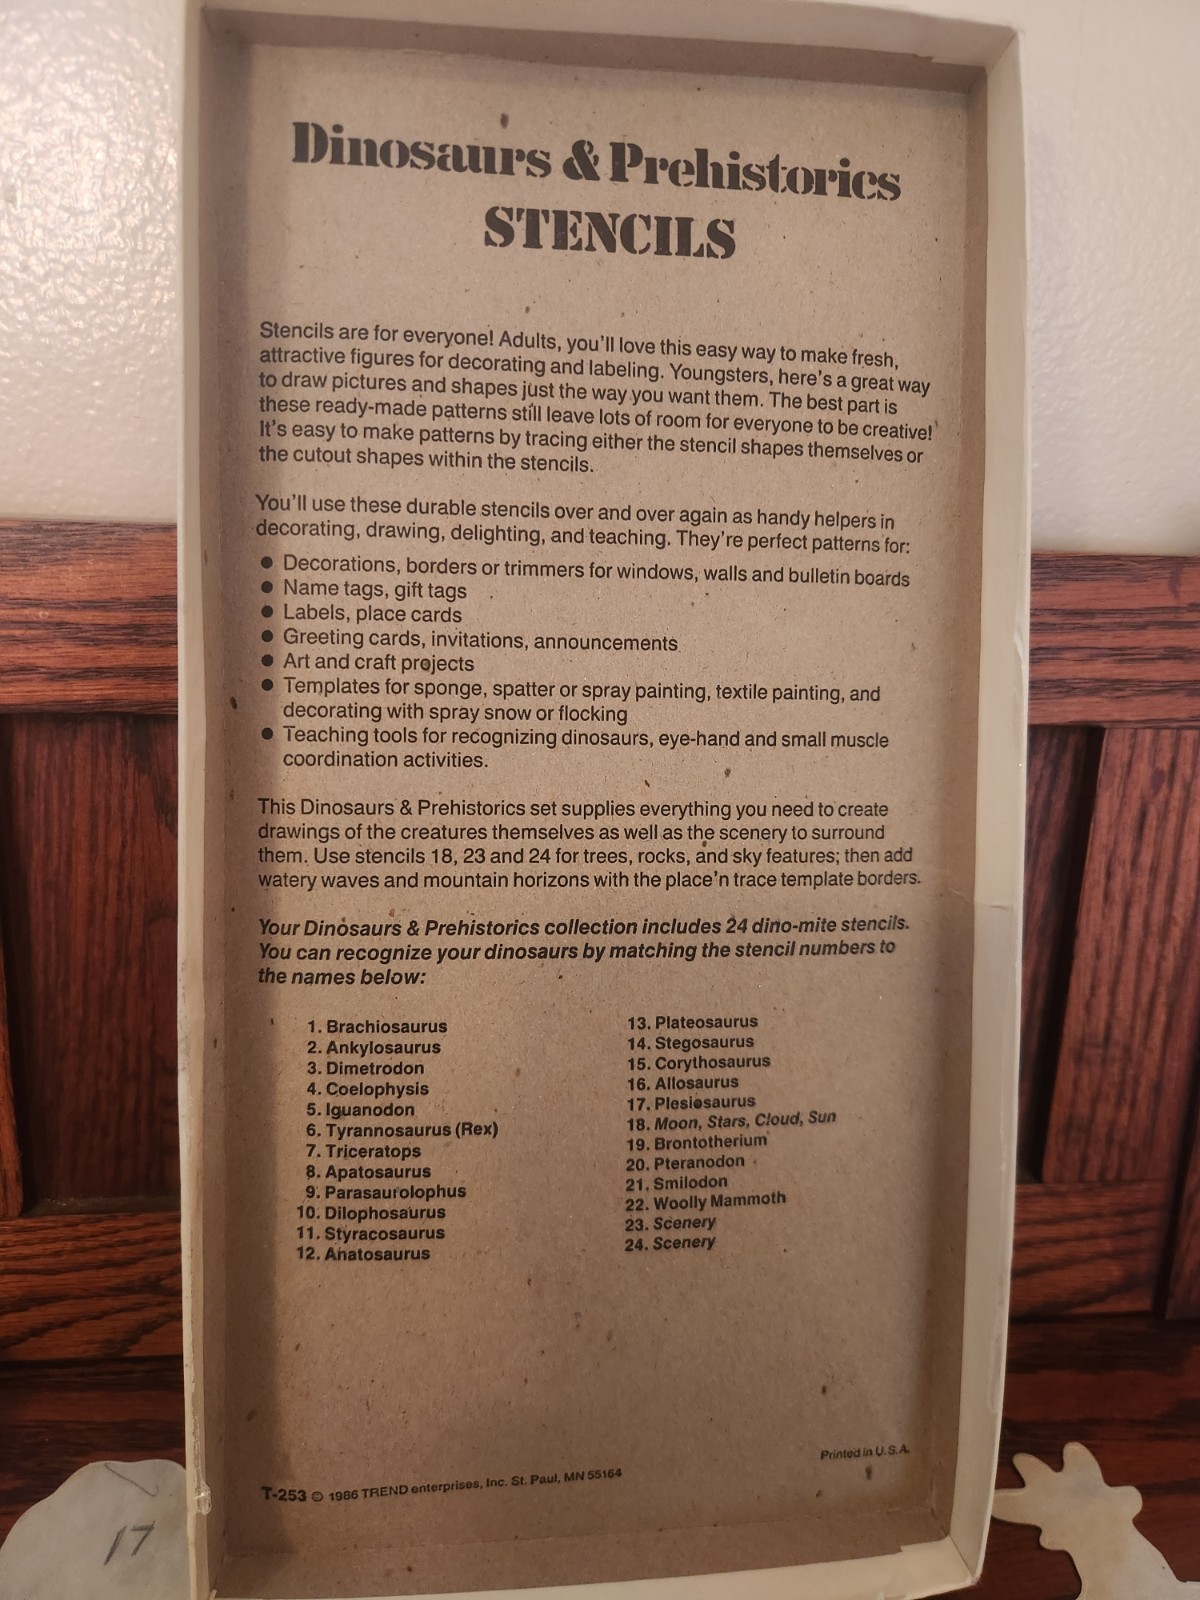 Dinosaurs & Prehistorics
STENCILS
Stencils are for everyone! Adults, you'll love this easy way to make fresh,
attractive figures for decorating and labeling. Youngsters, here's a great way
to draw pictures and shapes just the way you want them. The best part is
these ready-made patterns still leave lots of room for everyone to be creative!
It's easy to make patterns by tracing either the stencil shapes themselves or
the cutout shapes within the stencils.
You'll use these durable stencils over and over again as handy helpers in
decorating, drawing, delighting, and teaching. They're perfect patterns for:
● Decorations, borders or trimmers for windows, walls and bulletin boards
● Name tags, gift tags
● Labels, place cards
● Greeting cards, invitations, announcements
● Art and craft projects
● Templates for sponge, spatter or spray painting, textile painting, and
decorating with spray snow or flocking
● Teaching tools for recognizing dinosaurs, eye-hand and small muscle
coordination activities.
This Dinosaurs & Prehistorics set supplies everything you need to create
drawings of the creatures themselves as well as the scenery to surround
them. Use stencils 18, 23 and 24 for trees, rocks, and sky features; then add
watery waves and mountain horizons with the place'n trace template borders.
Your Dinosaurs & Prehistorics collection includes 24 dino-mite stencils.
You can recognize your dinosaurs by matching the stencil numbers to
the names below:
1. Brachiosaurus
2. Ankylosaurus
3. Dimetrodon
4. Coelophysis
5. Iguanodon
6. Tyrannosaurus (Rex)
7. Triceratops
8. Apatosaurus
9. Parasaurolophus
10. Dilophosaurus
11. Styracosaurus
12. Anatosaurus
13. Plateosaurus
14. Stegosaurus
15. Corythosaurus
16. Allosaurus
17. Plesiosaurus
18. Moon, Stars, Cloud, Sun
19. Brontotherium
20. Pteranodon
21. Smilodon
22. Woolly Mammoth
23. Scenery
24. Scenery
Printed in U.S.A.
T-253 © 1986 TREND enterprises, Inc. St. Paul, MN 55164
17